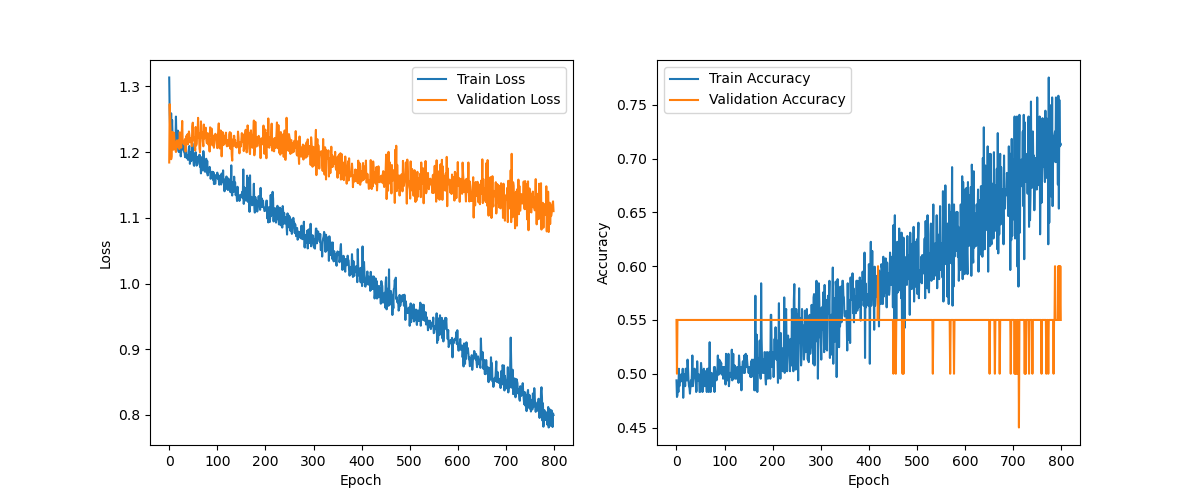 Train Loss
Validation Loss
1.3
1.2
1.1
1.0
0.9
0.8
Loss
0 100 200 300 400 500 600 700 800
Epoch
Train Accuracy
Validation Accuracy
0.75
0.70
0.65
0.60
0.55
0.50
0.45
Accuracy
0 100 200 300 400 500 600 700 800
Epoch